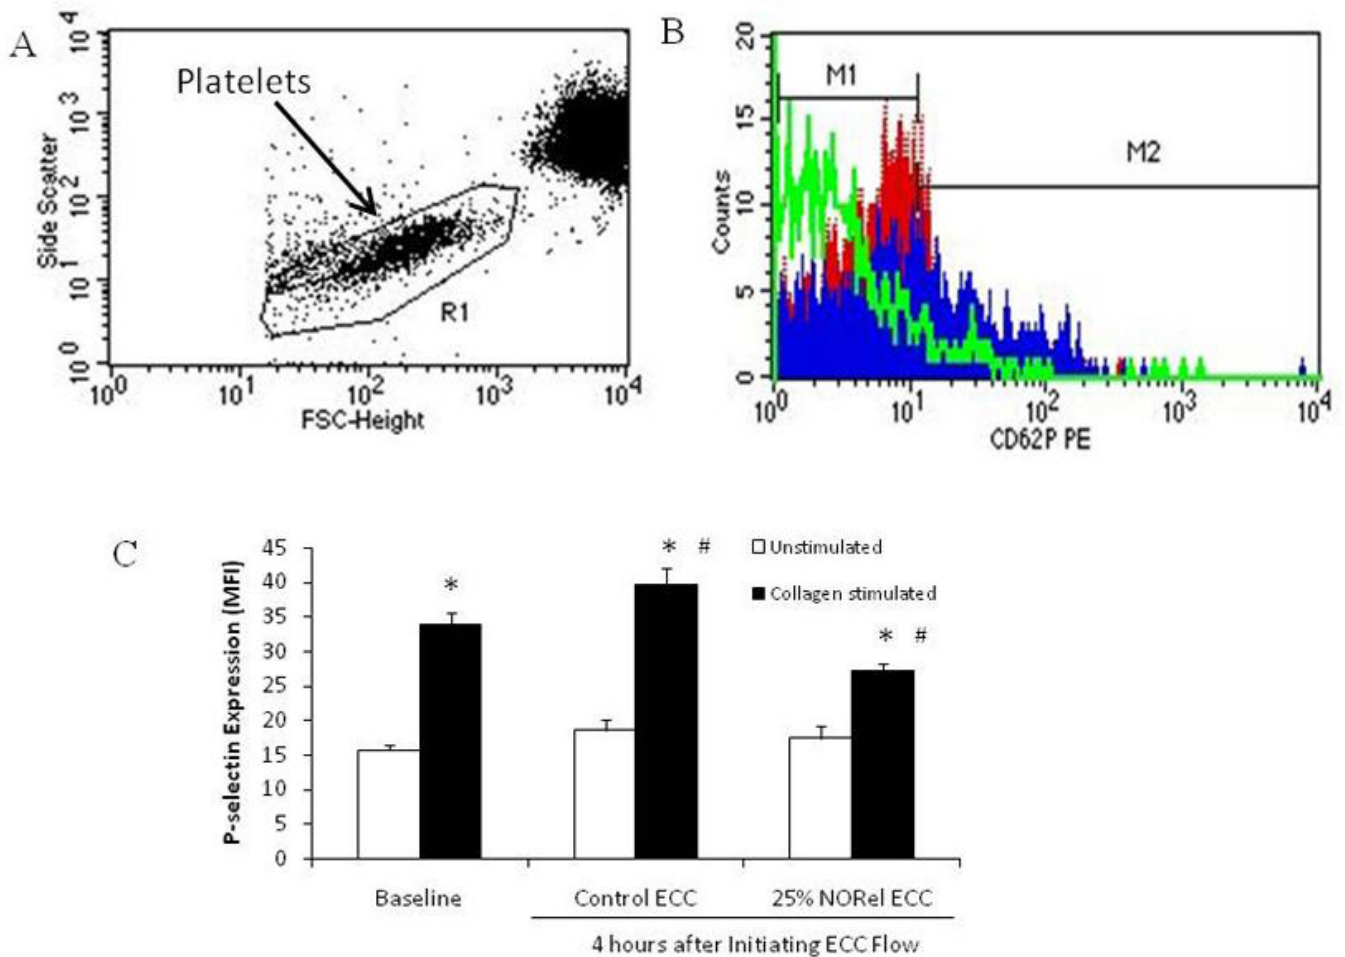 A
Platelets
R1
Side Scatter
10^0 10^1 10^2 10^3 10^4
10^0 10^1 10^2 10^3 10^4
FSC-Height
B
M1
M2
Counts
20
15
10
5
0
10^0 10^1 10^2 10^3 10^4
CD62P PE
C
P-selectin Expression (MFI)
45
40
35
30
25
20
15
10
5
0
*
* #
* #
Unstimulated
Collagen stimulated
Baseline Control ECC 25% NORel ECC
4 hours after Initiating ECC Flow